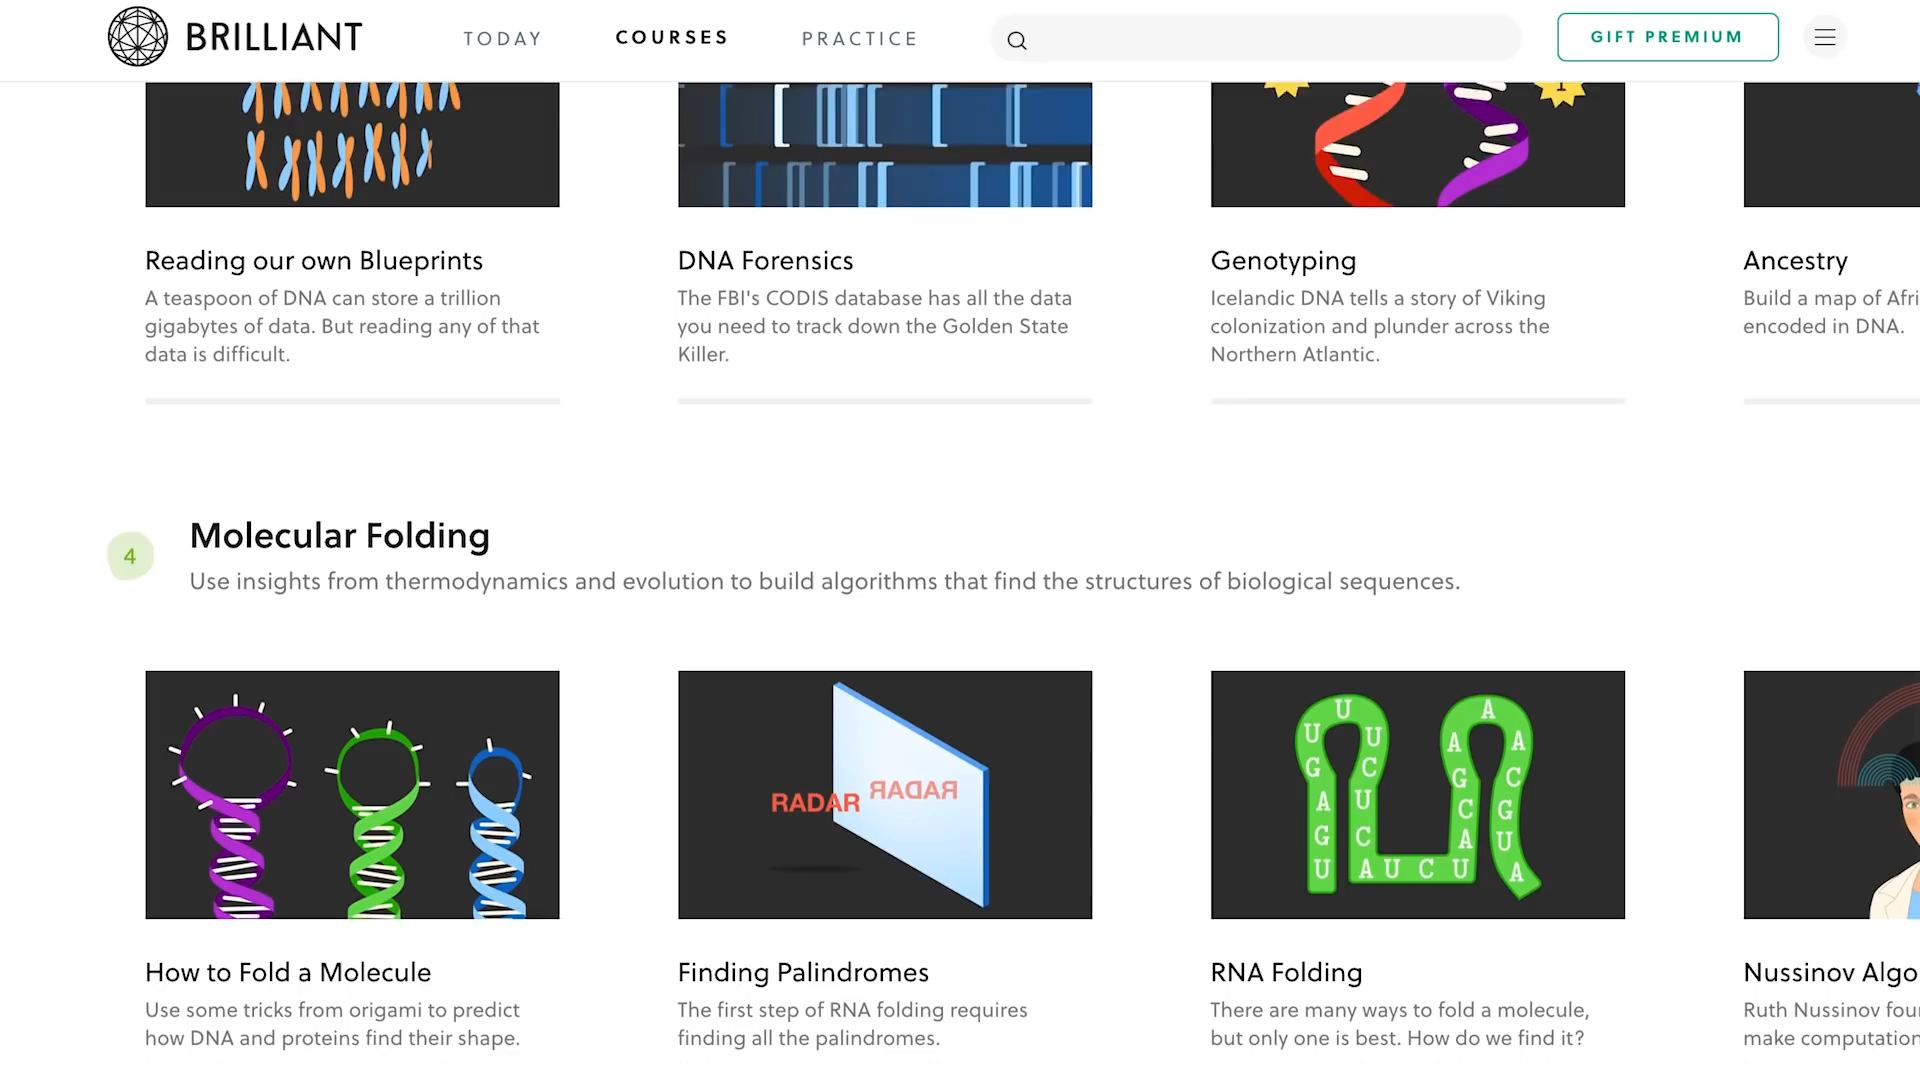 BRILLIANT
TODAY
COURSES
PRACTICE
GIFT PREMIUM
Reading our own Blueprints
A teaspoon of DNA can store a trillion
gigabytes of data. But reading any of that
data is difficult.
DNA Forensics
The FBI's CODIS database has all the data
you need to track down the Golden State
Killer.
Genotyping
Icelandic DNA tells a story of Viking
colonization and plunder across the
Northern Atlantic.
Ancestry
Build a map of
encoded in DNA.
4
Molecular Folding
Use insights from thermodynamics and evolution to build algorithms that find the structures of biological sequences.
RADAR
RADAR
U G A G U U U U C U C A U C U A G C A A A C G U A
How to Fold a Molecule
Use some tricks from origami to predict
how DNA and proteins find their shape.
Finding Palindromes
The first step of RNA folding requires
finding all the palindromes.
RNA Folding
There are many ways to fold a molecule,
but only one is best. How do we find it?
Nussinov
Ruth Nussinov
make